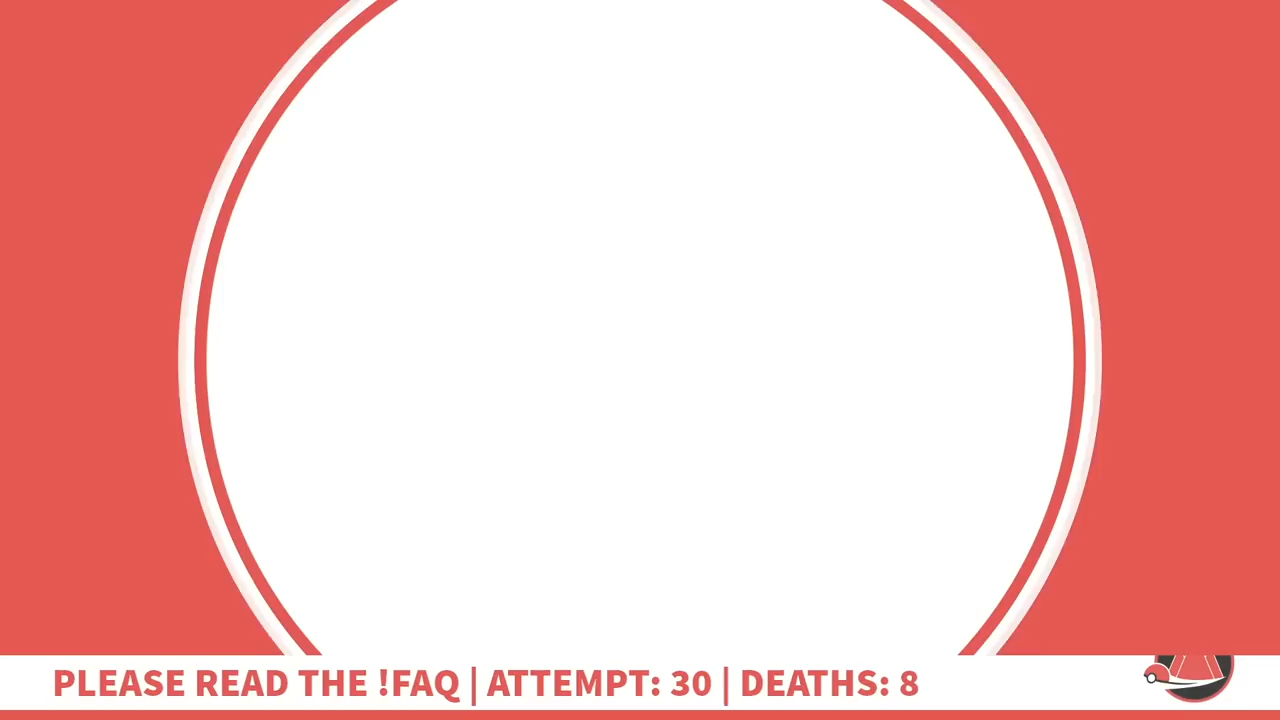 PLEASE READ THE !FAQ | ATTEMPT: 30 | DEATHS: 8